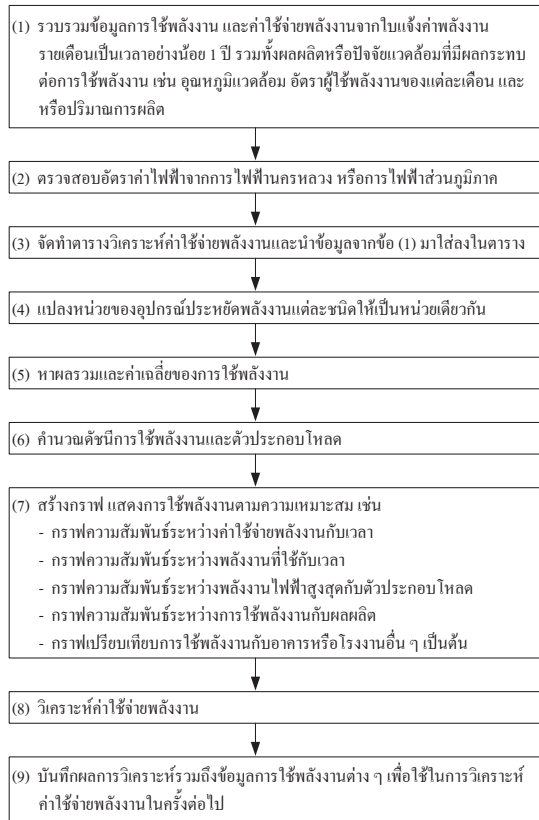 (1) รวบรวมข้อมูลการใช้พลังงาน และค่าใช้จ่ายพลังงานจากใบแจ้งค่าพลังงาน
รายเดือนเป็นเวลาอย่างน้อย 1 ปี รวมทั้งผลผลิตหรือปัจจัยแวดล้อมที่มีผลกระทบ
ต่อการใช้พลังงาน เช่น อุณหภูมิแวดล้อม อัตราผู้ใช้พลังงานของแต่ละเดือน และ
หรือปริมาณการผลิต
(2) ตรวจสอบอัตราค่าไฟฟ้าจากการไฟฟ้านครหลวง หรือการไฟฟ้าส่วนภูมิภาค
(3) จัดทำตารางวิเคราะห์ค่าใช้จ่ายพลังงานและนำข้อมูลจากข้อ (1) มาใส่ลงในตาราง
(4) แปลงหน่วยของอุปกรณ์ประหยัดพลังงานแต่ละชนิดให้เป็นหน่วยเดียวกัน
(5) หาผลรวมและค่าเฉลี่ยของการใช้พลังงาน
(6) คำนวณดัชนีการใช้พลังงานและตัวประกอบโหลด
(7) สร้างกราฟ แสดงการใช้พลังงานตามความเหมาะสม เช่น
- กราฟความสัมพันธ์ระหว่างค่าใช้จ่ายพลังงานกับเวลา
- กราฟความสัมพันธ์ระหว่างพลังงานที่ใช้กับเวลา
- กราฟความสัมพันธ์ระหว่างพลังงานไฟฟ้าสูงสุดกับตัวประกอบโหลด
- กราฟความสัมพันธ์ระหว่างการใช้พลังงานกับผลผลิต
- กราฟเปรียบเทียบการใช้พลังงานกับอาคารหรือโรงงานอื่น ๆ เป็นต้น
(8) วิเคราะห์ค่าใช้จ่ายพลังงาน
(9) บันทึกผลการวิเคราะห์รวมถึงข้อมูลการใช้พลังงานต่าง ๆ เพื่อใช้ในการวิเคราะห์
ค่าใช้จ่ายพลังงานในครั้งต่อไป